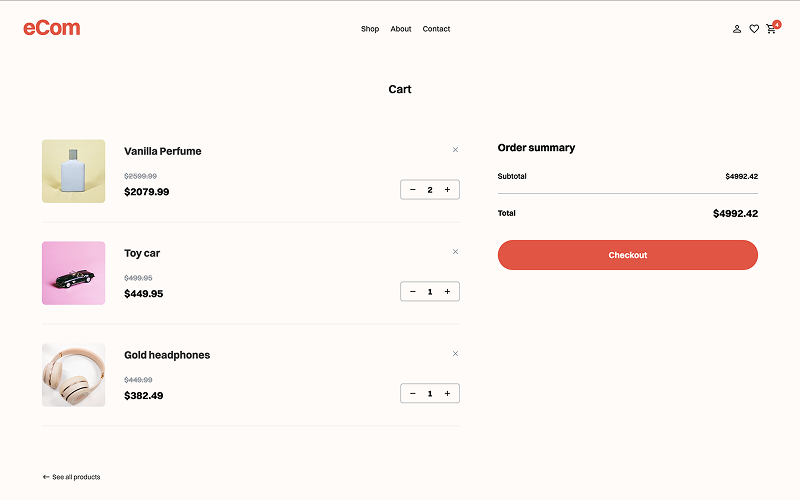 eCom
Shop About Contact
4
Cart
Vanilla Perfume
$2599.99
$2079.99
2
Toy car
$499.95
$449.95
1
Gold headphones
$449.99
$382.49
1
← See all products
Order summary
Subtotal $4992.42
Total $4992.42
Checkout